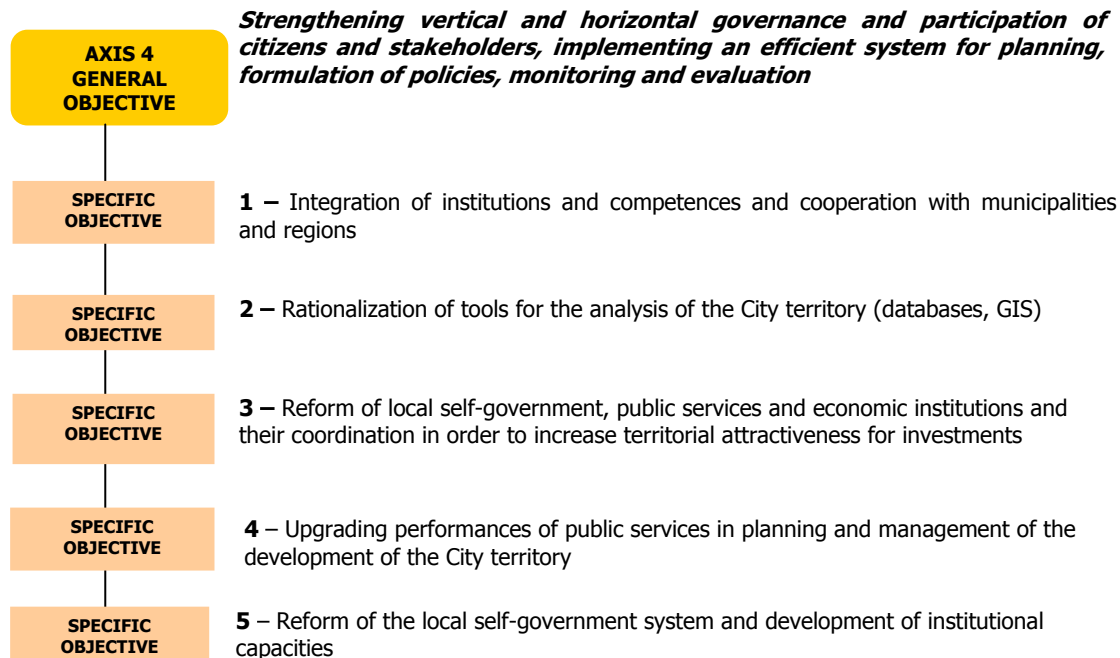 AXIS 4
GENERAL
OBJECTIVE
Strengthening vertical and horizontal governance and participation of
citizens and stakeholders, implementing an efficient system for planning,
formulation of policies, monitoring and evaluation
SPECIFIC
OBJECTIVE
1 – Integration of institutions and competences and cooperation with municipalities
and regions
SPECIFIC
OBJECTIVE
2 – Rationalization of tools for the analysis of the City territory (databases, GIS)
SPECIFIC
OBJECTIVE
3 – Reform of local self-government, public services and economic institutions and
their coordination in order to increase territorial attractiveness for investments
SPECIFIC
OBJECTIVE
4 – Upgrading performances of public services in planning and management of the
development of the City territory
SPECIFIC
OBJECTIVE
5 – Reform of the local self-government system and development of institutional
capacities